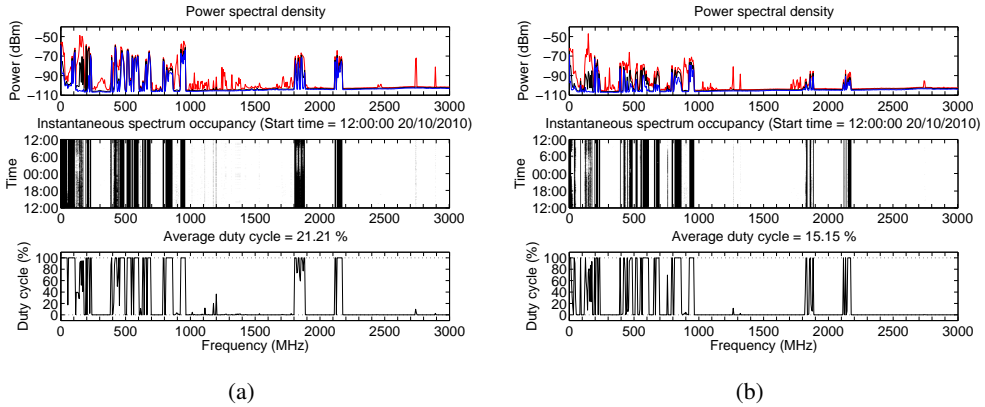 Power spectral density
Power (dBm)
−50
−70
−90
−110
0 500 1000 1500 2000 2500 3000
Instantaneous spectrum occupancy (Start time = 12:00:00 20/10/2010)
Time
12:00
6:00
00:00
18:00
12:00
0 500 1000 1500 2000 2500 3000
Average duty cycle = 21.21 %
Duty cycle (%)
100
80
60
40
20
0
0 500 1000 1500 2000 2500 3000
Frequency (MHz)
(a)
Power spectral density
Power (dBm)
−50
−70
−90
−110
0 500 1000 1500 2000 2500 3000
Instantaneous spectrum occupancy (Start time = 12:00:00 20/10/2010)
Time
12:00
6:00
00:00
18:00
12:00
0 500 1000 1500 2000 2500 3000
Average duty cycle = 15.15 %
Duty cycle (%)
100
80
60
40
20
0
0 500 1000 1500 2000 2500 3000
Frequency (MHz)
(b)